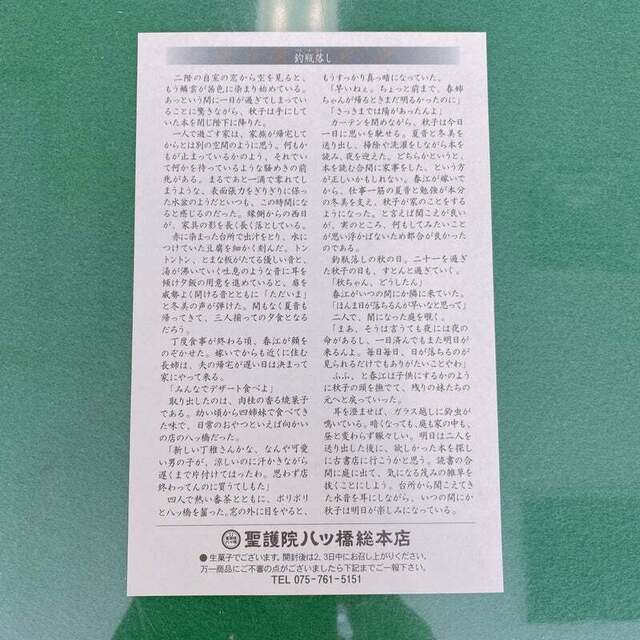 釣瓶落し
二階の自家の窓から空を見ると、
もう鱗雲が茜色に染まり始めている。
あっという間に一日が過ぎてしまってい
ることに驚きながら、秋子は手にして
いた本を閉じ階下に降りた。
一人で過ごす家は、家族が帰宅して
からとは別の空間のように思う。何もか
もが止まっているかのよう、それでいて
何かを待っているような騒めきの前
兆がある。まるであと一滴で零れてし
まうような、表面張力をぎりぎりに保っ
た水盆のようだといつも、この時間にな
ると感じるのだった。縁側からの西日
が、家具の影を長く長く落としている。
赤に染まった台所で出汁をとり、水に
つけていた豆腐を細かく刻んだ。トン
トントン、とまな板がたてる優しい音と、
湯が沸いていく吐息のような音に耳を
傾け夕飯の用意を進めていると、扉を
威勢よく開ける音とともに「ただいま」
と冬美の声が弾けた。間もなく夏音も
帰ってきて、三人揃っての夕食となる
だろう。
丁度食事が終わる頃、春江が顔を
のぞかせた。嫁いでからも近くに住む
長姉は、夫の帰宅が遅い日は決まって
家にやって来る。
「みんなでデザート食べよ」
取り出したのは、肉桂の香る焼菓子
である。幼い頃から四姉妹で食べてき
た味で、日常のおやつといえば向かい
の店の八ッ橋だった。
「新しい丁稚さんかな、なんや可愛
い男の子が、涼しいのに汗かきながら
遅くまで片付けてはったわ。思わず店
終わってんのに買うてしもた」
四人で熱い番茶とともに、ポリポリ
と八ッ橋を齧った。窓の外に目をやると、
もうすっかり真っ暗になっていた。
「早いねぇ。ちょっと前まで、春姉
ちゃんが帰るときまだ明るかったのに」
「さっきまでは陽があったんよ」
カーテンを閉めながら、秋子は今日
一日に思いを馳せる。夏音と冬美を
送り出し、掃除や洗濯をしながら本を
読み、夜を迎えた。どちらかというと、
本を読む合間に家事をした、という方
が正しいかもしれない。春江が嫁いで
から、仕事一筋の夏音と勉強が本分
の冬美を支え、秋子が家のことをする
ようになった。と言えば聞こえが良い
が、実のところ、何もしてみたいこと
が思い浮かばないため都合が良かった
のである。
釣瓶落しの秋の日。二十一を過ぎ
た秋子の日も、すとんと過ぎていく。
「秋ちゃん、どうしたん」
春江がいつの間にか隣に来ていた。
「ほんま日が落ちるんが早いなと思って」
二人で、闇になった庭を覗く。
「まあ、そうは言うても夜には夜の
命があるし、一日済んでもまた明日が
来るんよ。毎日毎日、日が落ちるのが
見られるだけでもありがたいことやわ」
ふふ、と春江は子供にするかのよう
に秋子の頭を撫でて、残りの妹たちの
元へと戻っていった。
耳を澄ませば、ガラス越しに鈴虫が
鳴いている。暗くなっても、庭も家の中も、
昼と変わらず賑々しい。明日は二人を
送り出した後に、欲しかった本を探し
に古書店に行こうかと思う。読書の合
間に庭に出て、気になる茂みの雑草を
抜くことにしよう。台所から聞こえてき
た水音を耳にしながら、いつの間にか
秋子は明日が楽しみになっている。
聖護院八ッ橋総本店
●生菓子でございます。開封後は2、3日中にお召し上がりください。
万一商品にご不審の点がございましたら下記までご一報下さい。
TEL 075-761-5151